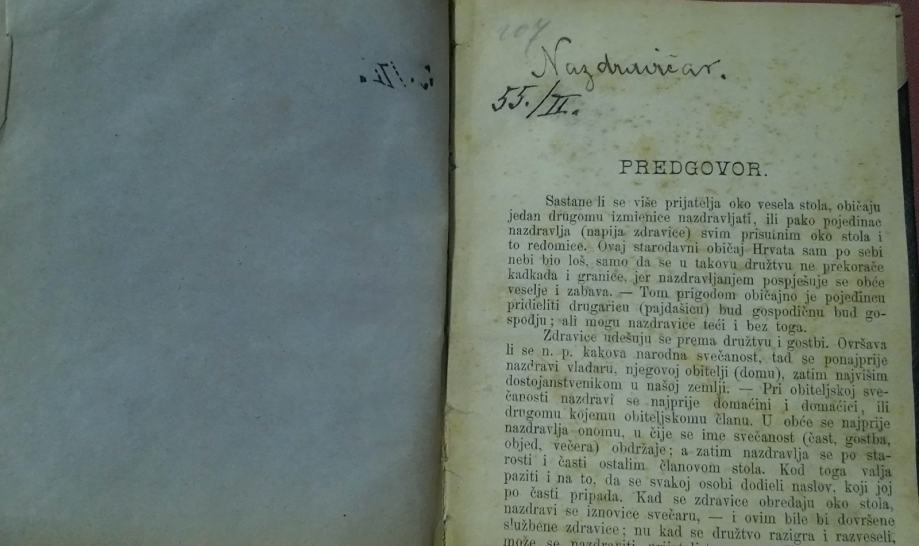 107
Nazdravičar.
55./II.
PREDGOVOR.
Sastane li se više prijatelja oko vesela stola, običaju
jedan drugomu izmienice nazdravljati, ili pako pojedinac
nazdravlja (napija zdravice) svim prisutnim oko stola i
to redomice. Ovaj starodavni običaj Hrvata sam po sebi
nebi bio loš, samo da se u takovu družtvu ne prekorače
kadkada i granice, jer nazdravljanjem pospješuje se obće
veselje i zabava. — Tom prigodom običajno je pojedincu
pridieliti drugaricu (pajdašicu) bud gospodičnu bud go-
spodju; ali mogu nazdravice teći i bez toga.
Zdravice udešuju se prema družtvu i gostbi. Ovršava
li se n. p. kakova narodna svečanost, tad se ponajprije
nazdravi vladaru, njegovoj obitelji (domu), zatim najvišim
dostojanstvenikom u našoj zemlji. — Pri obiteljskoj sve-
čanosti nazdravi se najprije domaćini i domaćici, ili
drugomu kojemu obiteljskomu članu. U obće se najprije
nazdravlja onomu, u čije se ime svečanost (čast, gostba,
objed, večera) obdržaje; a zatim nazdravlja se po sta-
rosti i časti ostalim članovom stola. Kod toga valja
paziti i na to, da se svakoj osobi dodieli naslov, koji joj
po časti pripada. Kad se zdravice obredaju oko stola,
nazdravi se iznovice svečaru, — i ovim bile bi dovršene
službene zdravice; nu kad se družtvo razigra i razveseli,
može se nazdraviti